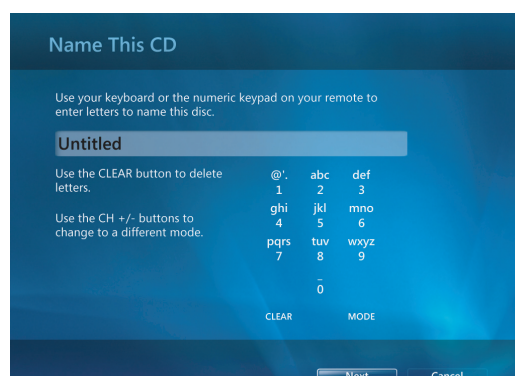 Name This CD
Use your keyboard or the numeric keypad on your remote to
enter letters to name this disc.
Untitled
Use the CLEAR button to delete
letters.
Use the CH +/- buttons to
change to a different mode.
@'. abc def
1 2 3
ghi jkl mno
4 5 6
pqrs tuv wxyz
7 8 9
_
0
CLEAR MODE
Next Cancel